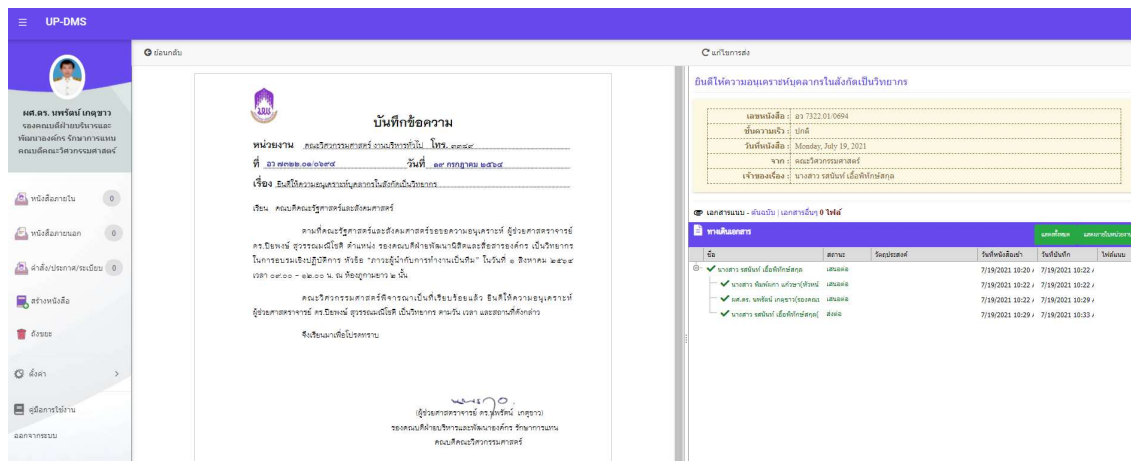 UP-DMS
ย้อนกลับ
แก้ไขการส่ง
ผศ.ดร. นพรัตน์ เกตุขาว
รองคณบดีฝ่ายบริหารและ
พัฒนาองค์กร รักษาการแทน
คณบดีคณะวิศวกรรมศาสตร์
หนังสือภายใน 0
หนังสือภายนอก 0
คำสั่ง/ประกาศ/ระเบียบ 0
สร้างหนังสือ
ถังขยะ
ตั้งค่า
คู่มือการใช้งาน
ออกจากระบบ
บันทึกข้อความ
หน่วยงาน คณะวิศวกรรมศาสตร์ งานบริหารทั่วไป โทร.
ที่ อว ๗๓๒๒.๐๑/๐๖๙๔ วันที่ ๑๙ กรกฎาคม ๒๕๖๔
เรื่อง ยินดีให้ความอนุเคราะห์บุคลากรในสังกัดเป็นวิทยากร
เรียน คณบดีคณะรัฐศาสตร์และสังคมศาสตร์
ตามที่คณะรัฐศาสตร์และสังคมศาสตร์ขอขอความอนุเคราะห์ ผู้ช่วยศาสตราจารย์
ดร.ปิยพงษ์ สุวรรณมณีโชติ ตำแหน่ง รองคณบดีฝ่ายพัฒนานิสิตและสื่อสารองค์กร เป็นวิทยากร
ในการอบรมเชิงปฏิบัติการ หัวข้อ "ภาวะผู้นำกับการทำงานเป็นทีม" ในวันที่ ๑ สิงหาคม ๒๕๖๔
เวลา ๐๙.๐๐ - ๑๒.๐๐ น. ณ ห้องภูกามยาว ๒ นั้น
คณะวิศวกรรมศาสตร์พิจารณาเป็นที่เรียบร้อยแล้ว ยินดีให้ความอนุเคราะห์
ผู้ช่วยศาสตราจารย์ ดร.ปิยพงษ์ สุวรรณมณีโชติ เป็นวิทยากร ตามวัน เวลา และสถานที่ดังกล่าว
จึงเรียนมาเพื่อโปรดทราบ
(ผู้ช่วยศาสตราจารย์ ดร.นพรัตน์ เกตุขาว)
รองคณบดีฝ่ายบริหารและพัฒนาองค์กร รักษาการแทน
คณบดีคณะวิศวกรรมศาสตร์
ยินดีให้ความอนุเคราะห์บุคลากรในสังกัดเป็นวิทยากร
เลขหนังสือ : อว 7322.01/0694
ชั้นความเร็ว : ปกติ
วันที่หนังสือ : Monday, July 19, 2021
จาก : คณะวิศวกรรมศาสตร์
เจ้าของเรื่อง : นางสาว รสนันท์ เอื้อพิทักษ์สกุล
เอกสารแนบ - ต้นฉบับ | เอกสารอื่นๆ 0 ไฟล์
ทางเดินเอกสาร แสดงทั้งหมด แสดงภายในหน่วยงาน
ชื่อ สถานะ วัตถุประสงค์ วันที่หนังสือเข้า วันที่บันทึก ไฟล์แนบ
นางสาว รสนันท์ เอื้อพิทักษ์สกุล เสนอต่อ 7/19/2021 10:20 7/19/2021 10:22
นางสาว พิมพ์ผกา แก้วษา(หัวหน้ เสนอต่อ 7/19/2021 10:22 7/19/2021 10:22
ผศ.ดร. นพรัตน์ เกตุขาว(รองคณบ เสนอต่อ 7/19/2021 10:22 7/19/2021 10:29
นางสาว รสนันท์ เอื้อพิทักษ์สกุล( ส่งต่อ 7/19/2021 10:29 7/19/2021 10:33